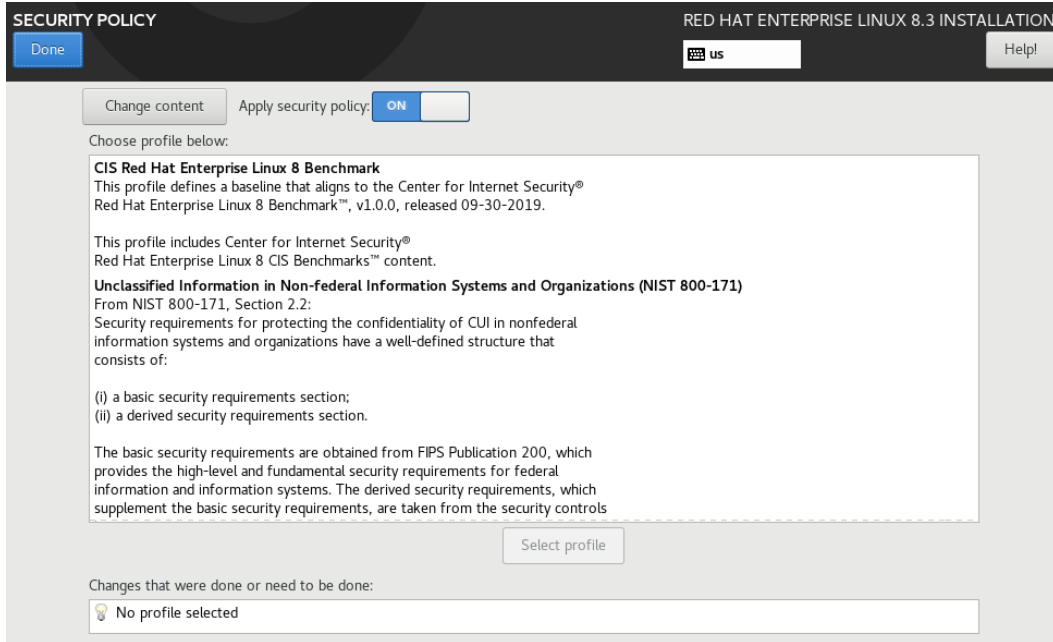 SECURITY POLICY
RED HAT ENTERPRISE LINUX 8.3 INSTALLATION
Done
us
Help!
Change content
Apply security policy:
ON
Choose profile below:
CIS Red Hat Enterprise Linux 8 Benchmark
This profile defines a baseline that aligns to the Center for Internet Security®
Red Hat Enterprise Linux 8 Benchmark™, v1.0.0, released 09-30-2019.
This profile includes Center for Internet Security®
Red Hat Enterprise Linux 8 CIS Benchmarks™ content.
Unclassified Information in Non-federal Information Systems and Organizations (NIST 800-171)
From NIST 800-171, Section 2.2:
Security requirements for protecting the confidentiality of CUI in nonfederal
information systems and organizations have a well-defined structure that
consists of:
(i) a basic security requirements section;
(ii) a derived security requirements section.
The basic security requirements are obtained from FIPS Publication 200, which
provides the high-level and fundamental security requirements for federal
information and information systems. The derived security requirements, which
supplement the basic security requirements, are taken from the security controls
Select profile
Changes that were done or need to be done:
No profile selected